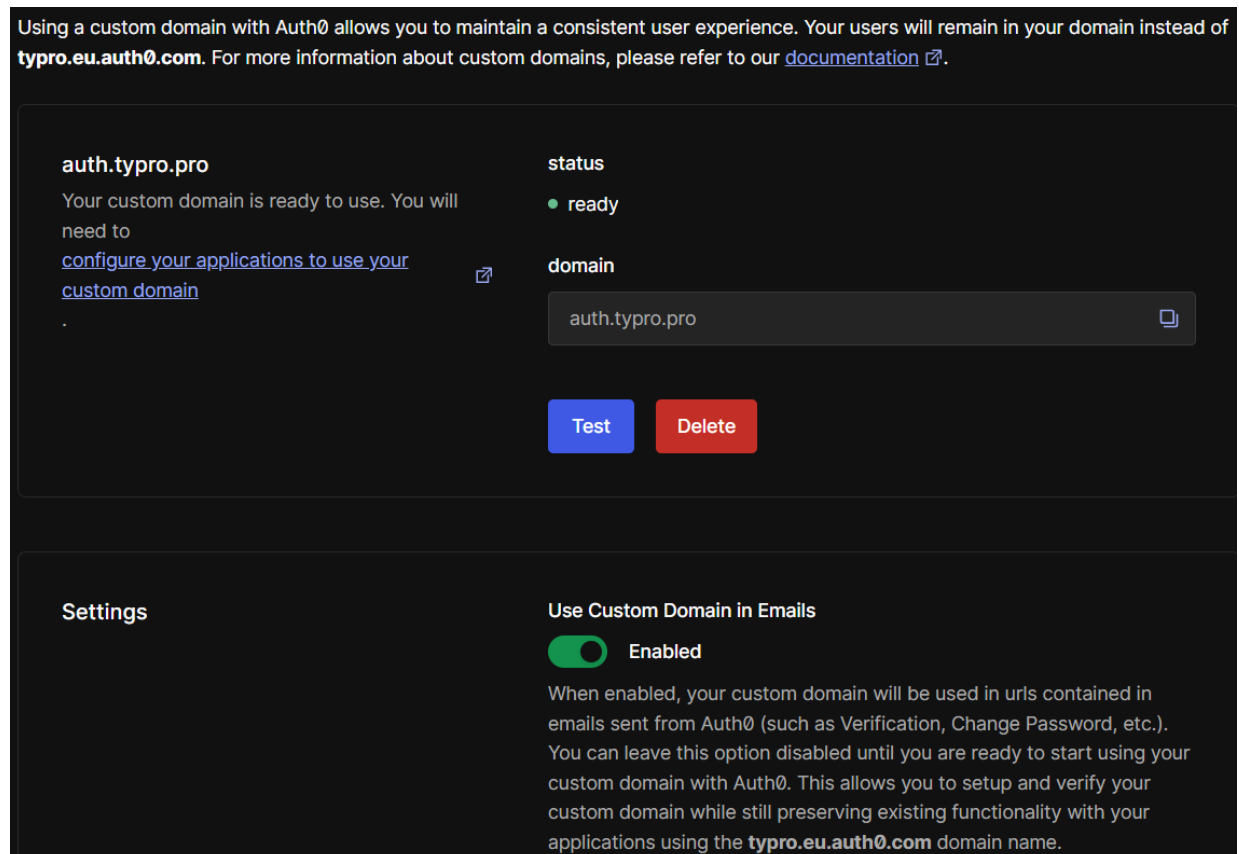 Using a custom domain with Auth0 allows you to maintain a consistent user experience. Your users will remain in your domain instead of
typro.eu.auth0.com. For more information about custom domains, please refer to our documentation.
auth.typro.pro
Your custom domain is ready to use. You will
need to
configure your applications to use your
custom domain
.
status
ready
domain
auth.typro.pro
Test
Delete
Settings
Use Custom Domain in Emails
Enabled
When enabled, your custom domain will be used in urls contained in
emails sent from Auth0 (such as Verification, Change Password, etc.).
You can leave this option disabled until you are ready to start using your
custom domain with Auth0. This allows you to setup and verify your
custom domain while still preserving existing functionality with your
applications using the typro.eu.auth0.com domain name.